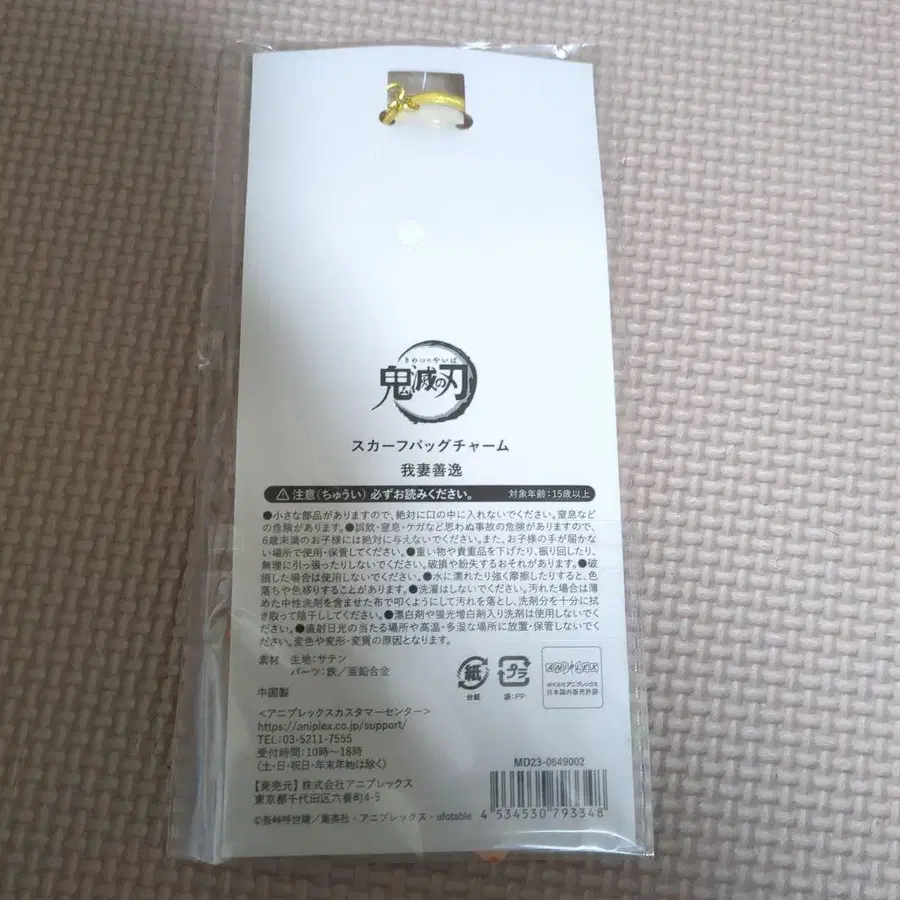 きめつのやいば
鬼滅の刃
スカーフバッグチャーム
我妻善逸
⚠注意(ちゅうい)必ずお読みください。 対象年齢:15歳以上
●小さな部品がありますので、絶対に口の中に入れないでください。窒息など
の危険があります。●誤飲・窒息・ケガなど思わぬ事故の危険がありますので、
6歳未満のお子様には絶対に与えないでください。また、お子様の手が届かな
い場所で使用・保管してください。●重い物や貴重品を下げたり、振り回したり、
無理に引っ張ったりしないでください。破損や紛失するおそれがあります。●破
損した場合は使用しないでください。●水に濡れたり強く摩擦したりすると、色
落ちや色移りすることがあります。●洗濯はしないでください。汚れた場合は薄
めた中性洗剤を含ませた布で叩くようにして汚れを落とし、洗剤分を十分に拭
き取って陰干ししてください。●漂白剤や蛍光増白剤入り洗剤は使用しないでく
ださい。●直射日光の当たる場所や高温・多湿な場所に放置・保管しないでく
ださい。変色や変形・変質の原因となります。
素材 生地:サテン
パーツ:鉄/亜鉛合金
中国製
紙
台紙
プラ
袋:PP
ANIPLEX
株式会社アニプレックス
日本国内販売許諾
<アニプレックスカスタマーセンター>
https://aniplex.co.jp/support/
TEL:03-5211-7555
受付時間:10時~18時
(土・日・祝日・年末年始は除く)
【発売元】株式会社アニプレックス
東京都千代田区六番町4-5
©吾峠呼世晴/集英社・アニプレックス・ufotable
MD23-0649002
4 534530 793348